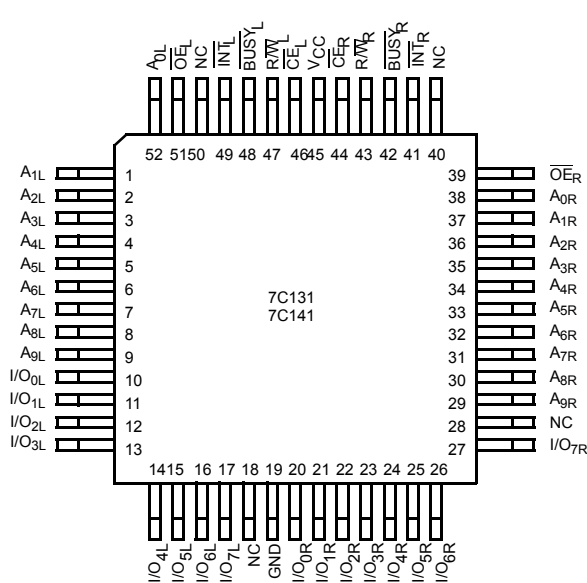 A0L OEL NC INTL BUSYL R/WL CEL VCC CER R/WR BUSYR INTR NC
52 51 50 49 48 47 46 45 44 43 42 41 40
A1L 1 39 OER
A2L 2 38 A0R
A3L 3 37 A1R
A4L 4 36 A2R
A5L 5 35 A3R
A6L 6 34 A4R
7C131
A7L 7 33 A5R
7C141
A8L 8 32 A6R
A9L 9 31 A7R
I/O0L 10 30 A8R
I/O1L 11 29 A9R
I/O2L 12 28 NC
I/O3L 13 27 I/O7R
14 15 16 17 18 19 20 21 22 23 24 25 26
I/O4L I/O5L I/O6L I/O7L NC GND I/O0R I/O1R I/O2R I/O3R I/O4R I/O5R I/O6R